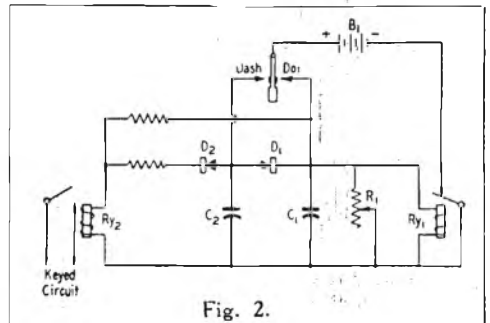 B1
+ -
Dash Dot
D2 D1
C2 C1 R1 Ry1
Ry2
Keyed
Circuit
Fig. 2.